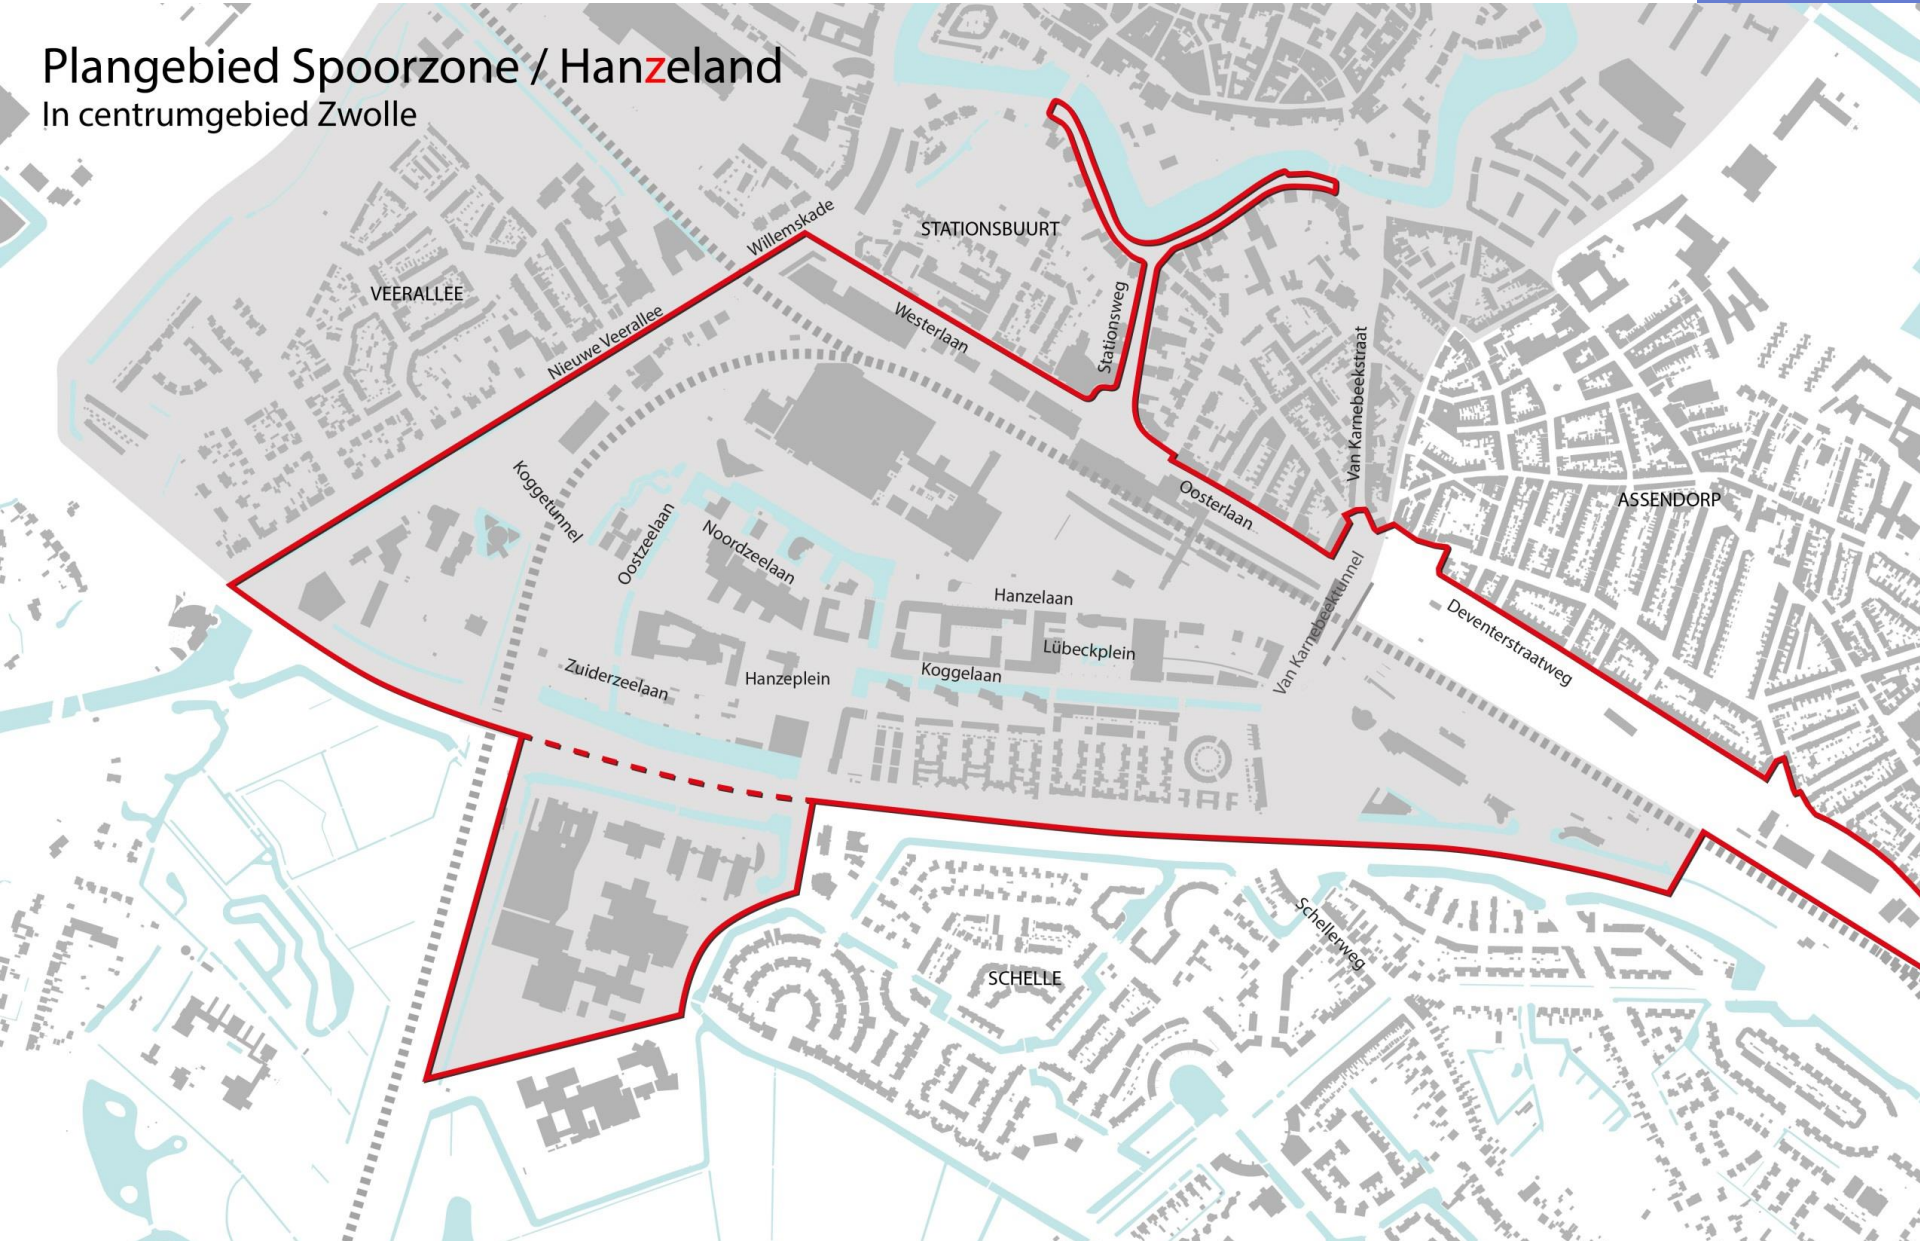 Plangebied Spoorzone / Hanzeland
In centrumgebied Zwolle
Willemskade
STATIONSBUURT
VEERALLEE
Nieuwe Veerallee
Westerlaan
Stationsweg
Van Karnebeekstraat
Koggetunnel
Oosterlaan
ASSENDORP
Oostzeelaan
Noordzeelaan
Hanzelaan
Van Karnebeektunnel
Deventerstraatweg
Lübeckplein
Zuiderzeelaan
Hanzeplein
Koggelaan
Schellerweg
SCHELLE